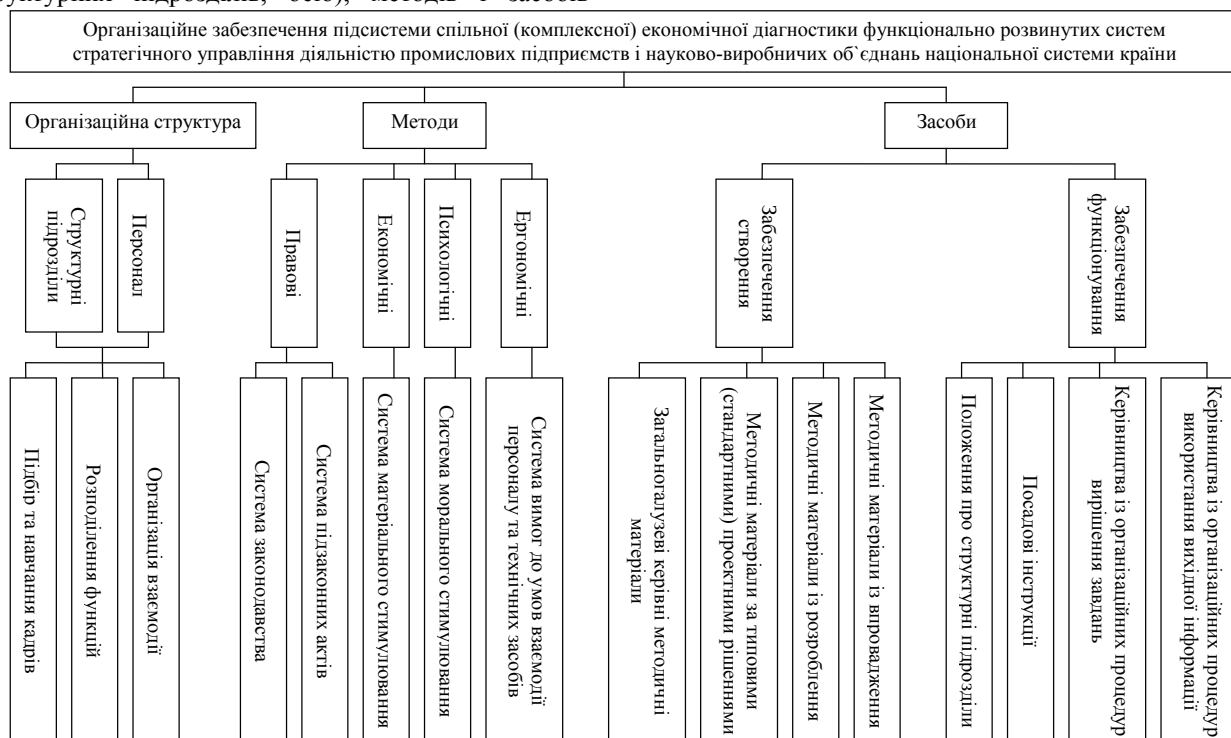 підрозділів, осіб), методів і засобів
Організаційне забезпечення підсистеми спільної (комплексної) економічної діагностики функціонально розвинутих систем
стратегічного управління діяльністю промислових підприємств і науково-виробничих об`єднань національної системи країни
Організаційна структура
Методи
Засоби
Структурні
підрозділи
Персонал
Правові
Економічні
Психологічні
Ергономічні
Забезпечення
створення
Забезпечення
функціонування
Підбір та навчання кадрів
Розподілення функцій
Організація взаємодії
Система законодавства
Система підзаконних актів
Система матеріального стимулювання
Система морального стимулювання
Система вимог до умов взаємодії
персоналу та технічних засобів
Загальногалузеві керівні методичні
матеріали
Методичні матеріали за типовими
(стандартними) проектними рішеннями
Методичні матеріали із розроблення
Методичні матеріали із впровадження
Положення про структурні підрозділи
Посадові інструкції
Керівництва із організаційних процедур
вирішення завдань
Керівництва із організаційних процедур
використання вихідної інформації